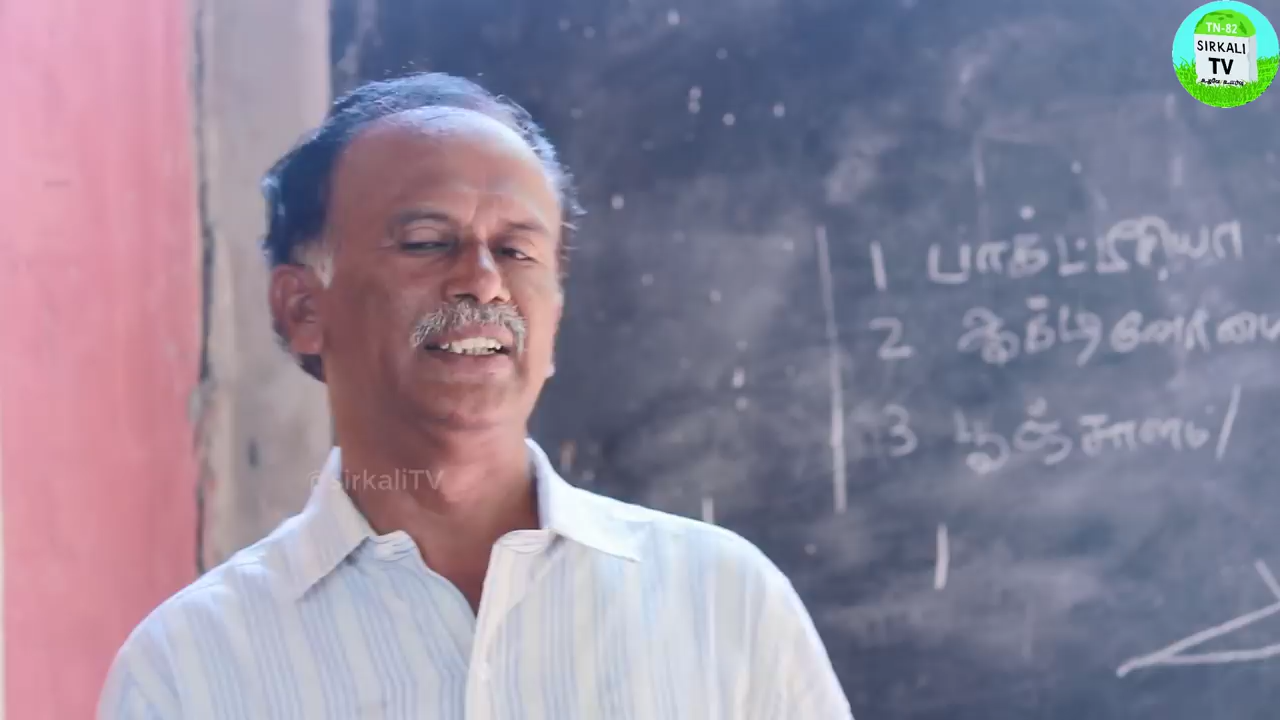 TN-82
SIRKALI
TV
1 பாக்டீரியா
2 ஆக்டினோமை
3 பூஞ்சாளம்
@SirkaliTV